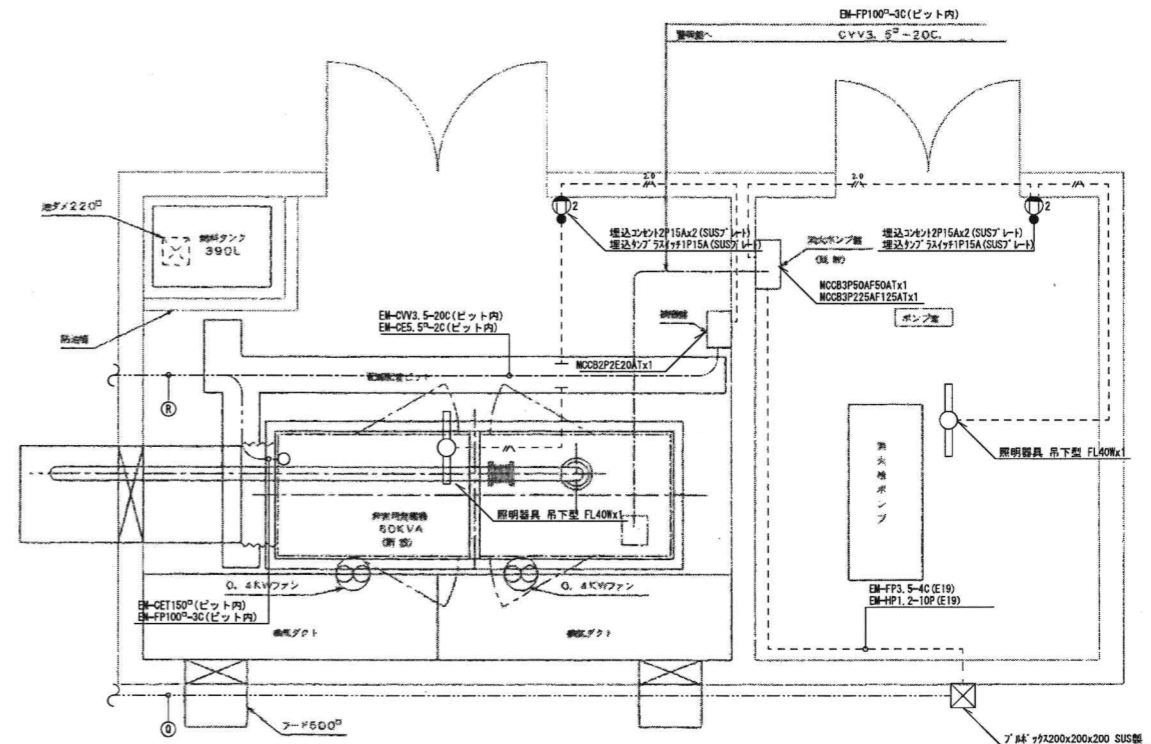 EM-FP100□-3C(ピット内)
警報盤へ
CVV3. 5□-20C.
2.0
2.0
油ダメ220□
燃料タンク
390L
2
2
埋込コンセント2P15Ax2(SUSプレート)
埋込タンブラスイッチ1P15A(SUSプレート)
消火ポンプ盤
埋込コンセント2P15Ax2(SUSプレート)
埋込タンブラスイッチ1P15A(SUSプレート)
MCCB3P50AF50ATx1
MCCB3P225AF125ATx1
ポンプ室
防油堤
EM-CVV3.5-20C(ピット内)
EM-CE5.5□-2C(ピット内)
MCCB2P2E20ATx1
R
照明器具 吊下型 FL40Wx1
消火栓ポンプ
照明器具 吊下型 FL40Wx1
非常用発電機
50KVA
0. 4KWファン
0. 4KWファン
EM-CET150□(ピット内)
EM-FP100□-3C(ピット内)
EM-FP3.5-4C(E19)
EM-HP1.2-10P(E19)
換気ダクト
換気ダクト
Q
フード500□
プルボックス200x200x200 SUS製